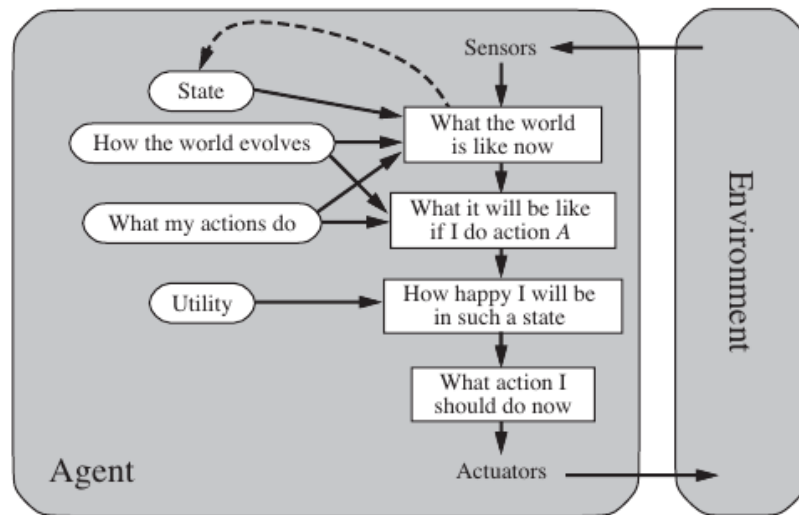 Sensors
State
What the world
is like now
How the world evolves
What my actions do
What it will be like
if I do action A
Utility
How happy I will be
in such a state
What action I
should do now
Agent
Actuators
Environment